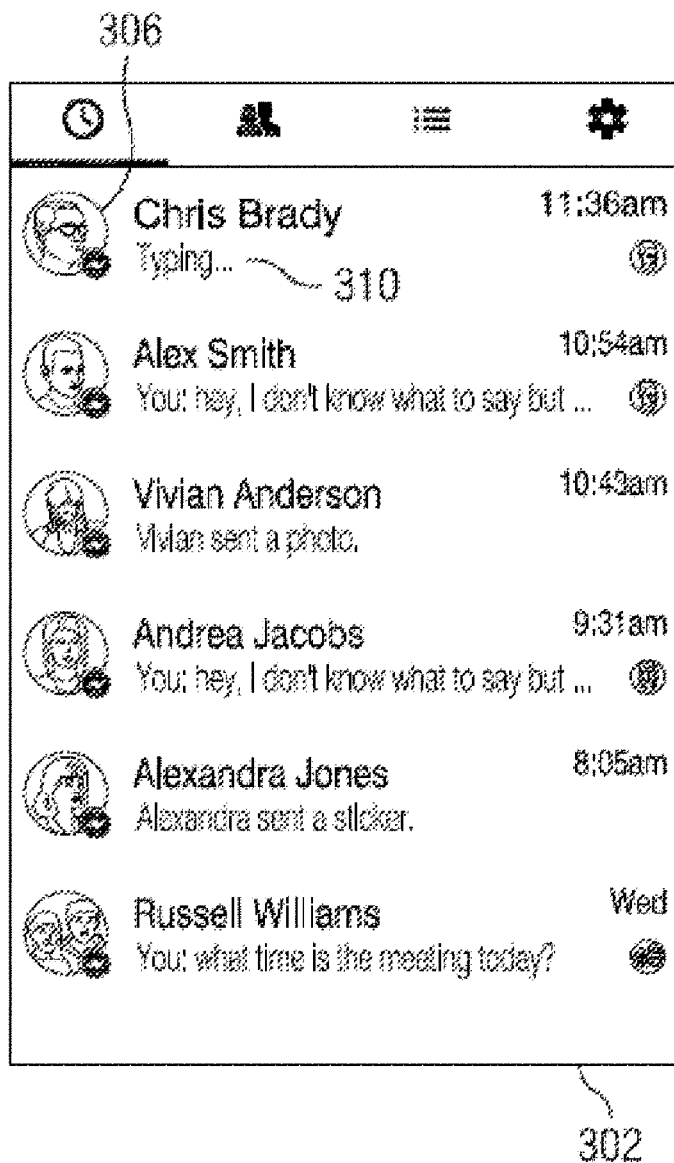 306
Chris Brady 11:36am
Typing... 310
Alex Smith 10:54am
You: hey, I don't know what to say but ...
Vivian Anderson 10:43am
Vivian sent a photo.
Andrea Jacobs 9:31am
You: hey, I don't know what to say but ...
Alexandra Jones 8:05am
Alexandra sent a sticker.
Russell Williams Wed
You: what time is the meeting today?
302